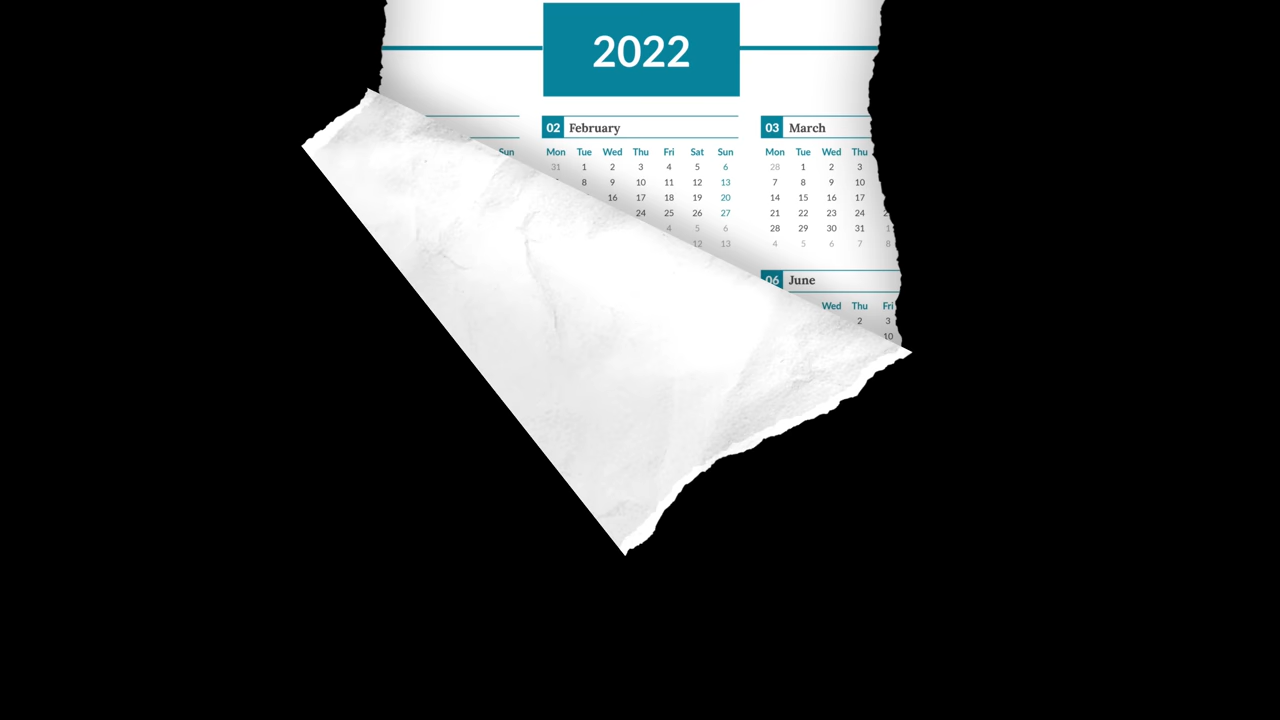 2022
02 February
03 March
Sun
Mon Tue Wed Thu Fri Sat Sun
Mon Tue Wed Thu
31 1 2 3 4 5 6
28 1 2 3
8 9 10 11 12 13
7 8 9 10
16 17 18 19 20
14 15 16 17
24 25 26 27
21 22 23 24
4 5 6
28 29 30 31 1
12 13
4 5 6 7 8
06 June
Wed Thu Fri
2 3
10